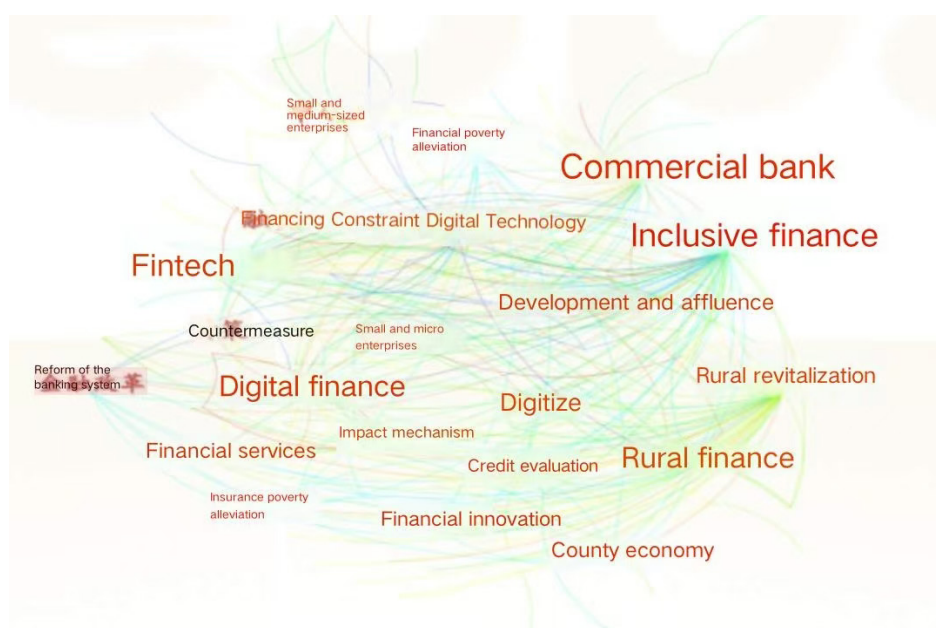 Small and
medium-sized
enterprises
Financial poverty
alleviation
Commercial bank
Financing Constraint Digital Technology
Inclusive finance
Fintech
Development and affluence
Countermeasure
Small and micro
enterprises
Reform of the
banking system
Digital finance
Rural revitalization
Digitize
Impact mechanism
Financial services
Credit evaluation
Rural finance
Insurance poverty
alleviation
Financial innovation
County economy